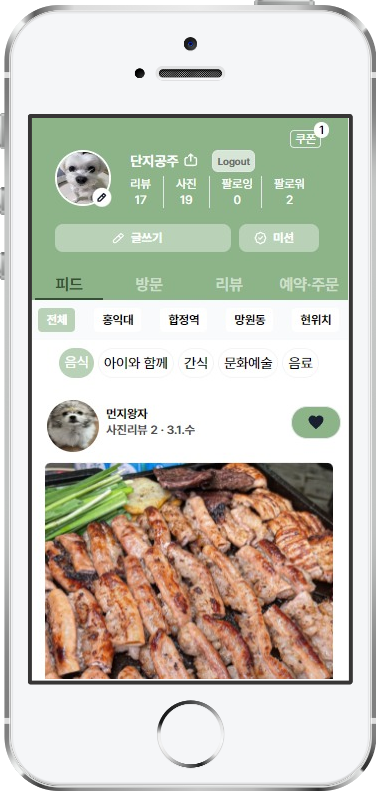 쿠폰 1
단지공주 Logout
리뷰 사진 팔로잉 팔로워
17 19 0 2
글쓰기 미션
피드 방문 리뷰 예약·주문
전체 홍익대 합정역 망원동 현위치
음식 아이와 함께 간식 문화예술 음료
먼지왕자
사진리뷰 2 · 3.1.수